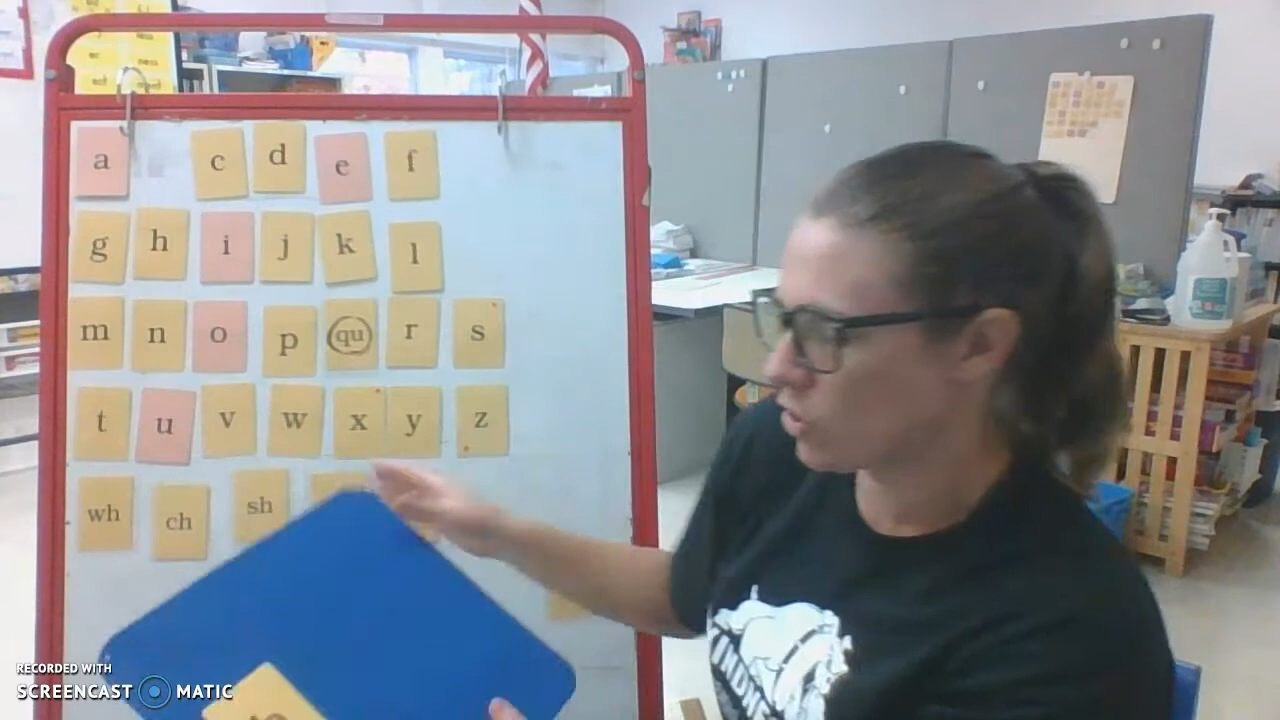 a c d e f
g h i j k l
m n o p qu r s
t u v w x y z
wh ch sh
RECORDED WITH
SCREENCAST MATIC